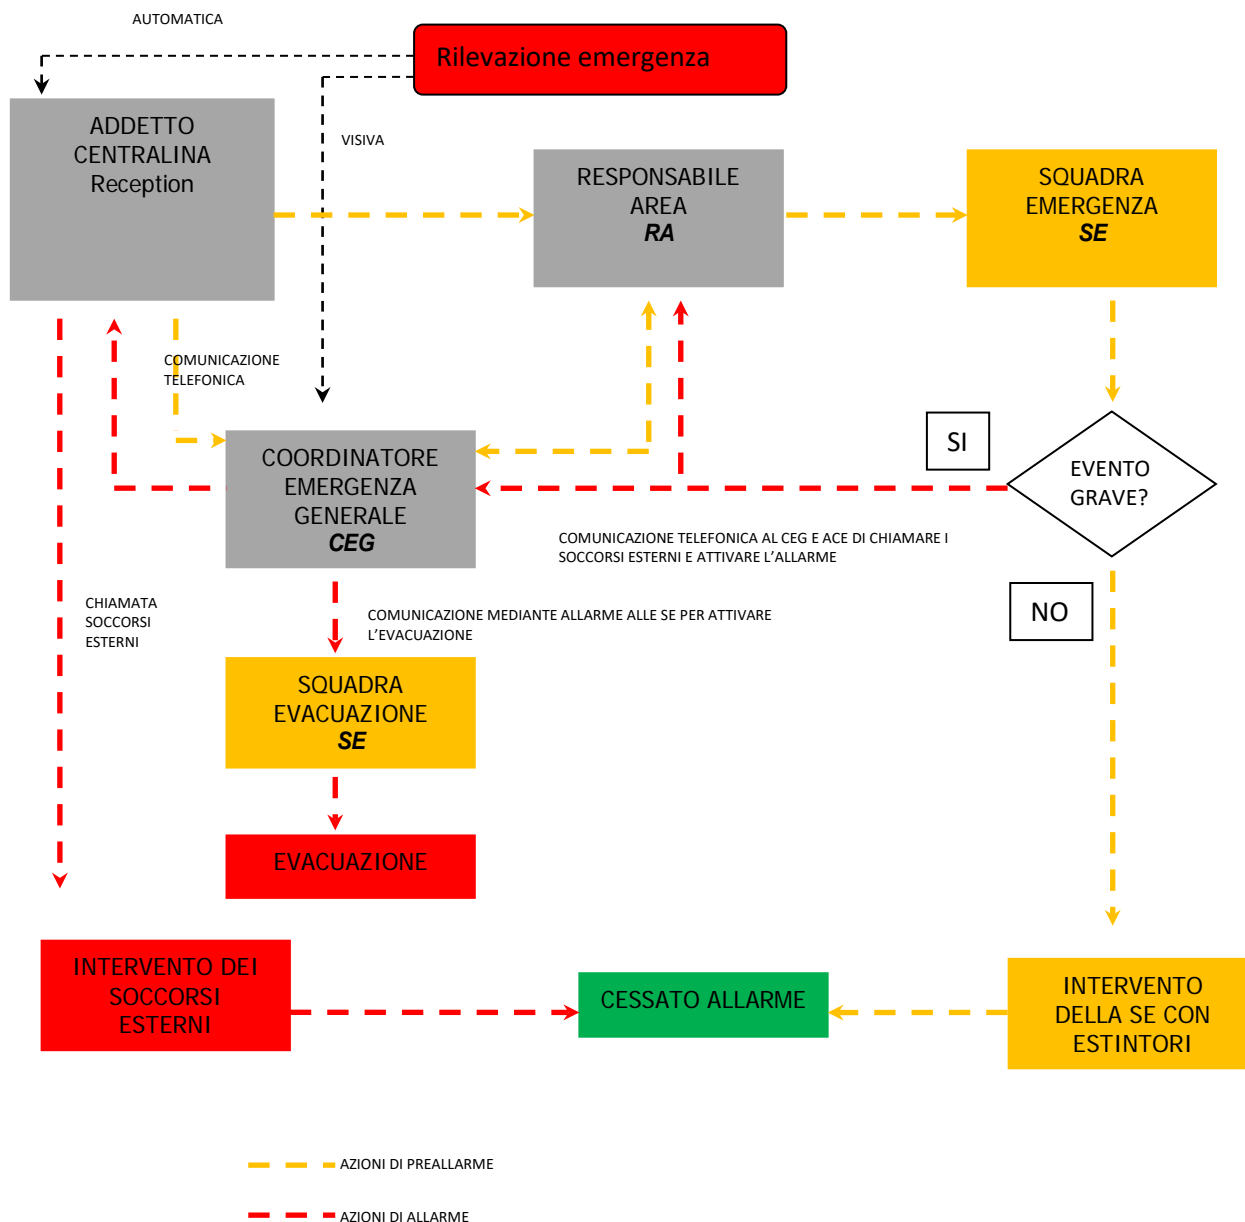 AUTOMATICA
Rilevazione emergenza
ADDETTO
CENTRALINA
Reception
VISIVA
RESPONSABILE
AREA
RA
SQUADRA
EMERGENZA
SE
COMUNICAZIONE
TELEFONICA
COORDINATORE
EMERGENZA
GENERALE
CEG
SI
EVENTO
GRAVE?
COMUNICAZIONE TELEFONICA AL CEG E ACE DI CHIAMARE I
SOCCORSI ESTERNI E ATTIVARE L’ALLARME
NO
CHIAMATA
SOCCORSI
ESTERNI
COMUNICAZIONE MEDIANTE ALLARME ALLE SE PER ATTIVARE
L’EVACUAZIONE
SQUADRA
EVACUAZIONE
SE
EVACUAZIONE
INTERVENTO DEI
SOCCORSI
ESTERNI
CESSATO ALLARME
INTERVENTO
DELLA SE CON
ESTINTORI
AZIONI DI PREALLARME
AZIONI DI ALLARME